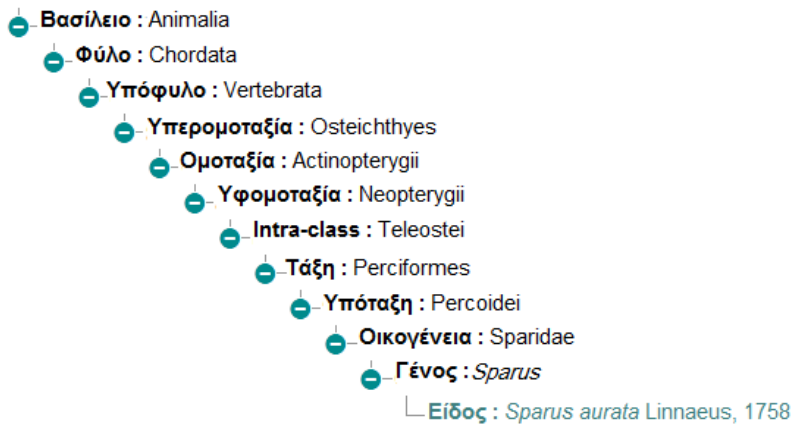 Βασίλειο : Animalia
Φύλο : Chordata
Υπόφυλο : Vertebrata
Υπερομοταξία : Osteichthyes
Ομοταξία : Actinopterygii
Υφομοταξία : Neopterygii
Intra-class : Teleostei
Τάξη : Perciformes
Υπόταξη : Percoidei
Οικογένεια : Sparidae
Γένος : Sparus
Είδος : Sparus aurata Linnaeus, 1758